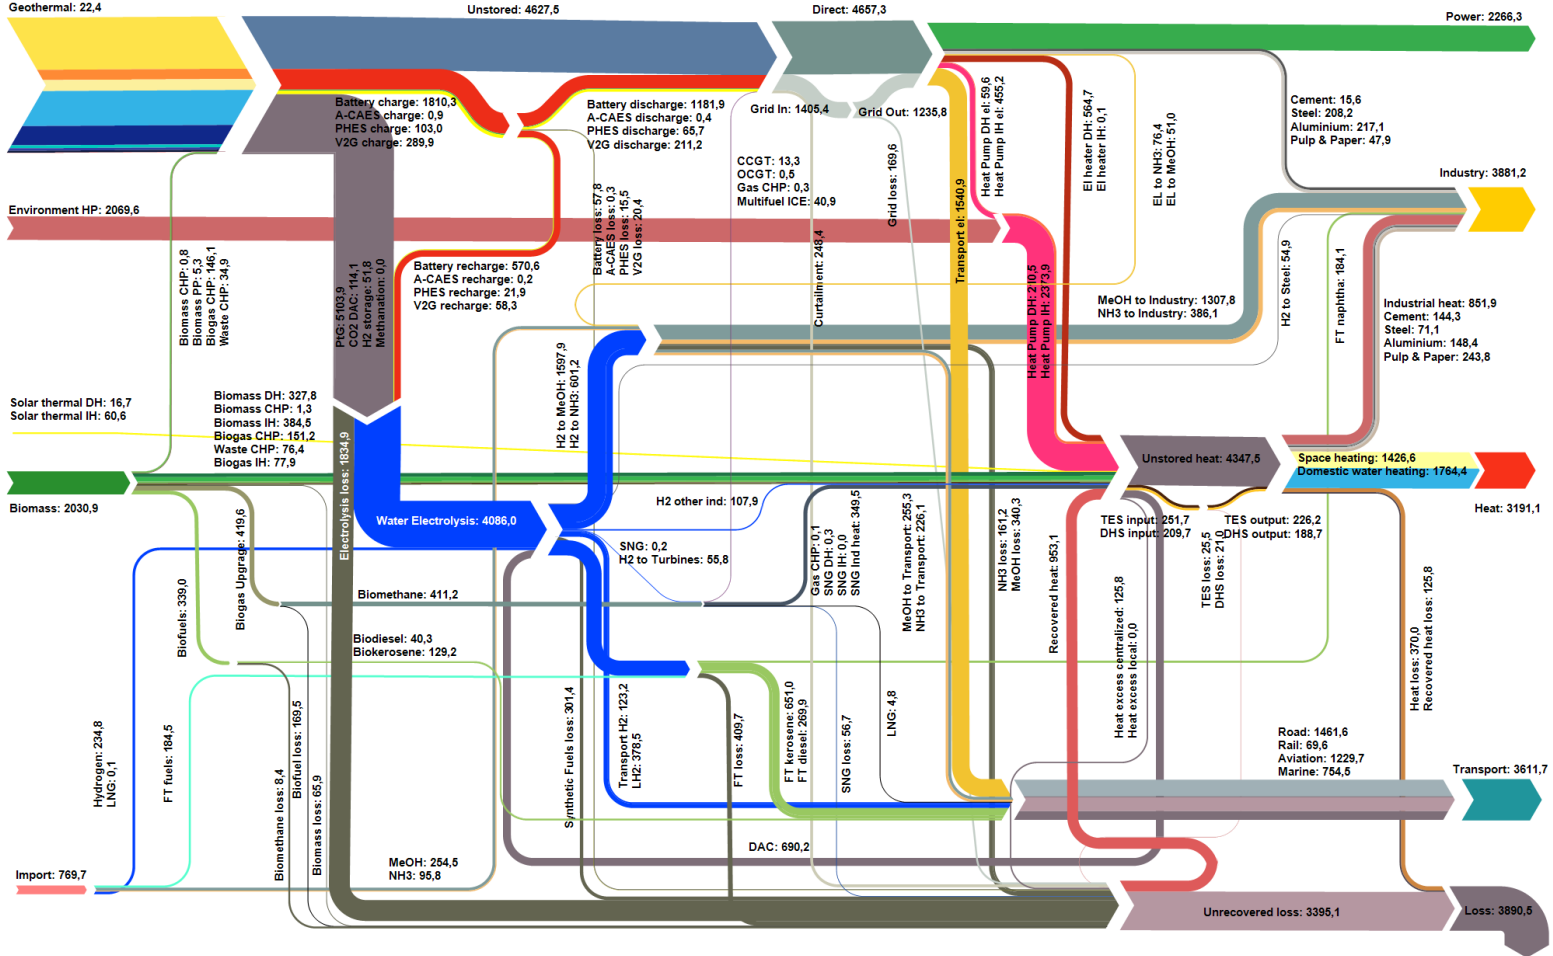 Geothermal: 22,4
Unstored: 4627,5
Direct: 4657,3
Power: 2266,3
Battery charge: 1810,3
A-CAES charge: 0,9
PHES charge: 103,0
V2G charge: 289,9
Battery discharge: 1181,9
A-CAES discharge: 0,4
PHES discharge: 65,7
V2G discharge: 211,2
Grid In: 1405,4
Grid Out: 1235,8
Heat Pump DH el: 59,6
Heat Pump IH el: 455,2
El heater DH: 564,7
El heater IH: 0,1
EL to NH3: 76,4
EL to MeOH: 51,0
Cement: 15,6
Steel: 208,2
Aluminium: 217,1
Pulp & Paper: 47,9
Industry: 3881,2
CCGT: 13,3
OCGT: 0,5
Gas CHP: 0,3
Multifuel ICE: 40,9
Grid loss: 169,6
Transport el: 1540,9
Environment HP: 2069,6
Battery loss: 57,8
A-CAES loss: 0,3
PHES loss: 15,5
V2G loss: 20,4
Curtailment: 248,4
Biomass CHP: 0,8
Biomass PP: 5,3
Biogas CHP: 146,1
Waste CHP: 34,9
PtG: 5103,9
CO2 DAC: 114,1
H2 storage: 51,8
Methanation: 0,0
Battery recharge: 570,6
A-CAES recharge: 0,2
PHES recharge: 21,9
V2G recharge: 58,3
Heat Pump DH: 210,5
Heat Pump IH: 2373,9
MeOH to Industry: 1307,8
NH3 to Industry: 386,1
H2 to Steel: 54,9
FT naphtha: 184,1
Industrial heat: 851,9
Cement: 144,3
Steel: 71,1
Aluminium: 148,4
Pulp & Paper: 243,8
Solar thermal DH: 16,7
Solar thermal IH: 60,6
Biomass DH: 327,8
Biomass CHP: 1,3
Biomass IH: 384,5
Biogas CHP: 151,2
Waste CHP: 76,4
Biogas IH: 77,9
H2 to MeOH: 1597,9
H2 to NH3: 601,2
Electrolysis loss: 1834,9
Unstored heat: 4347,5
Space heating: 1426,6
Domestic water heating: 1764,4
Heat: 3191,1
Biomass: 2030,9
Water Electrolysis: 4086,0
H2 other ind: 107,9
SNG: 0,2
H2 to Turbines: 55,8
Gas CHP: 0,1
SNG DH: 0,3
SNG IH: 0,0
SNG Ind heat: 349,5
MeOH to Transport: 255,3
NH3 to Transport: 226,1
NH3 loss: 161,2
MeOH loss: 340,3
Recovered heat: 953,1
TES input: 251,7
DHS input: 209,7
TES output: 226,2
DHS output: 188,7
TES loss: 25,5
DHS loss: 21,0
Heat excess centralized: 125,8
Heat excess local: 0,0
Heat loss: 370,0
Recovered heat loss: 125,8
Biofuels: 339,0
Biogas Upgrage: 419,6
Biomethane: 411,2
Biodiesel: 40,3
Biokerosene: 129,2
Hydrogen: 234,8
LNG: 0,1
FT fuels: 184,5
Biomethane loss: 8,4
Biofuel loss: 169,5
Biomass loss: 65,9
Synthetic Fuels loss: 301,4
Transport H2: 123,2
LH2: 378,5
FT loss: 409,7
FT kerosene: 651,0
FT diesel: 269,9
SNG loss: 56,7
LNG: 4,8
Road: 1461,6
Rail: 69,6
Aviation: 1229,7
Marine: 754,5
Transport: 3611,7
DAC: 690,2
Import: 769,7
MeOH: 254,5
NH3: 95,8
Unrecovered loss: 3395,1
Loss: 3890,5